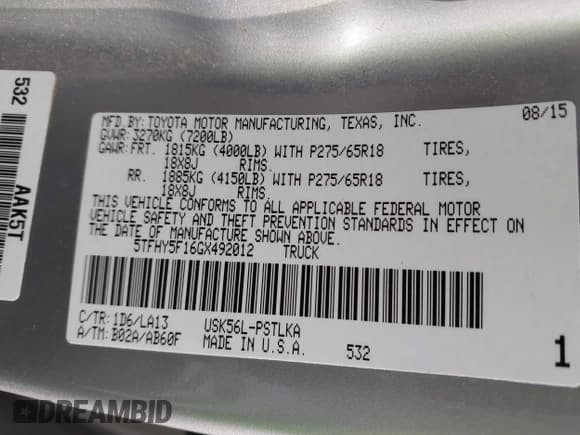 532
AAK5T
MFD.BY:TOYOTA MOTOR MANUFACTURING, TEXAS, INC. 08/15
GVWR:3270KG (7200LB)
GAWR:FRT. 1815KG (4000LB) WITH P275/65R18 TIRES,
18X8J RIMS.
RR. 1885KG (4150LB) WITH P275/65R18 TIRES,
18X8J RIMS.
THIS VEHICLE CONFORMS TO ALL APPLICABLE FEDERAL MOTOR
VEHICLE SAFETY AND THEFT PREVENTION STANDARDS IN EFFECT ON
THE DATE OF MANUFACTURE SHOWN ABOVE.
5TFHY5F16GX492012 TRUCK
C/TR:1D6/LA13 USK56L-PSTLKA
A/TM:B02A/AB60F MADE IN U.S.A. 532 1
DREAMBID